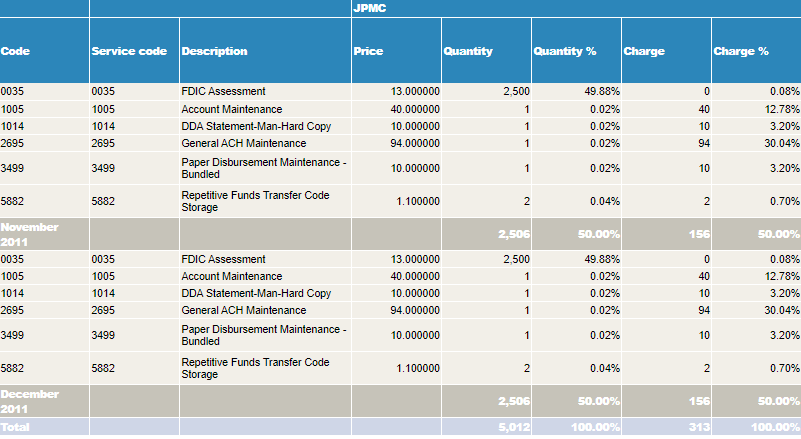 JPMC
Code Service code Description Price Quantity Quantity % Charge Charge %
0035 0035 FDIC Assessment 13.000000 2,500 49.88% 0 0.08%
1005 1005 Account Maintenance 40.000000 1 0.02% 40 12.78%
1014 1014 DDA Statement-Man-Hard Copy 10.000000 1 0.02% 10 3.20%
2695 2695 General ACH Maintenance 94.000000 1 0.02% 94 30.04%
3499 3499 Paper Disbursement Maintenance -
Bundled 10.000000 1 0.02% 10 3.20%
5882 5882 Repetitive Funds Transfer Code
Storage 1.100000 2 0.04% 2 0.70%
November
2011 2,506 50.00% 156 50.00%
0035 0035 FDIC Assessment 13.000000 2,500 49.88% 0 0.08%
1005 1005 Account Maintenance 40.000000 1 0.02% 40 12.78%
1014 1014 DDA Statement-Man-Hard Copy 10.000000 1 0.02% 10 3.20%
2695 2695 General ACH Maintenance 94.000000 1 0.02% 94 30.04%
3499 3499 Paper Disbursement Maintenance -
Bundled 10.000000 1 0.02% 10 3.20%
5882 5882 Repetitive Funds Transfer Code
Storage 1.100000 2 0.04% 2 0.70%
December
2011 2,506 50.00% 156 50.00%
Total 5,012 100.00% 313 100.00%